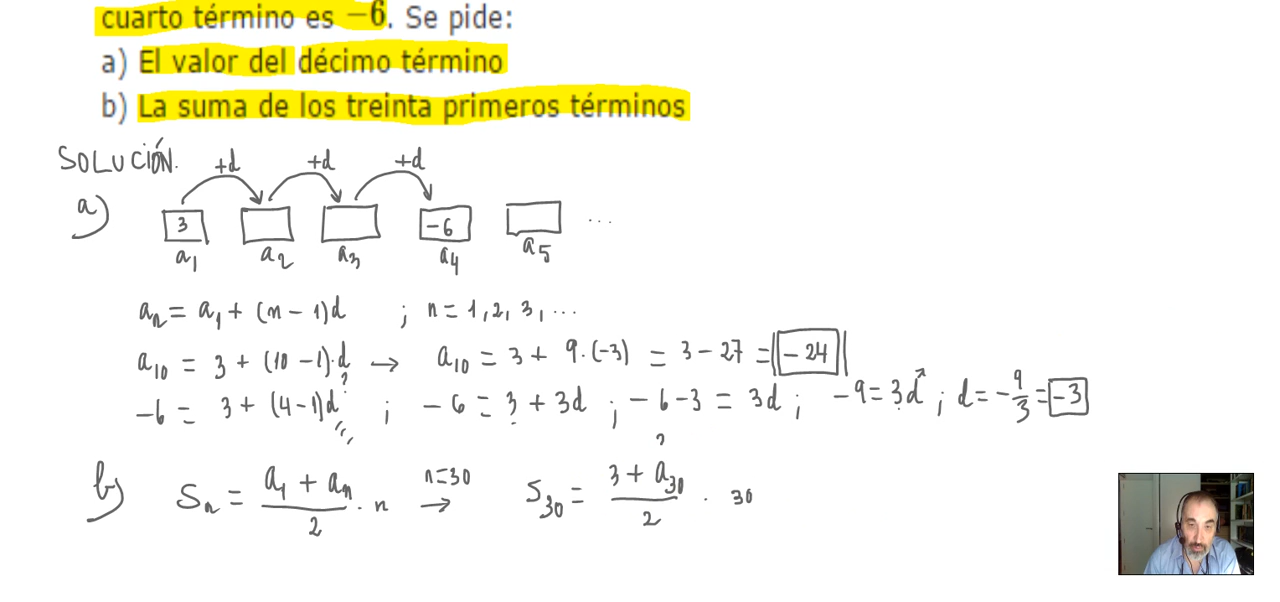 cuarto término es −6. Se pide:
a) El valor del décimo término
b) La suma de los treinta primeros términos
SOLUCIÓN.
+d +d +d
a) 3 -6 ...
a₁ a₂ a₃ a₄ a₅
aₙ = a₁ + (n - 1)d ; n = 1, 2, 3, ...
a₁₀ = 3 + (10 - 1)·d → a₁₀ = 3 + 9·(-3) = 3 - 27 = -24
?
-6 = 3 + (4-1)d ; -6 = 3 + 3d ; -6-3 = 3d ; -9 = 3d ; d = -9/3 = -3
?
b) Sₙ = (a₁ + aₙ)/2 · n n=30 → S₃₀ = (3 + a₃₀)/2 · 30